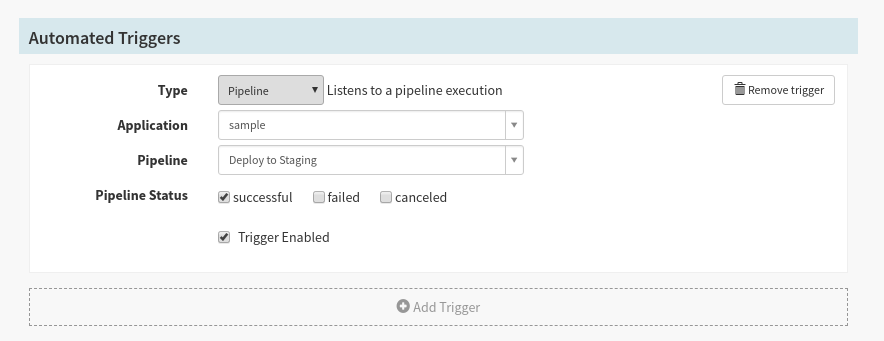 Automated Triggers
Type Pipeline Listens to a pipeline execution Remove trigger
Application sample
Pipeline Deploy to Staging
Pipeline Status successful failed canceled
Trigger Enabled
Add Trigger